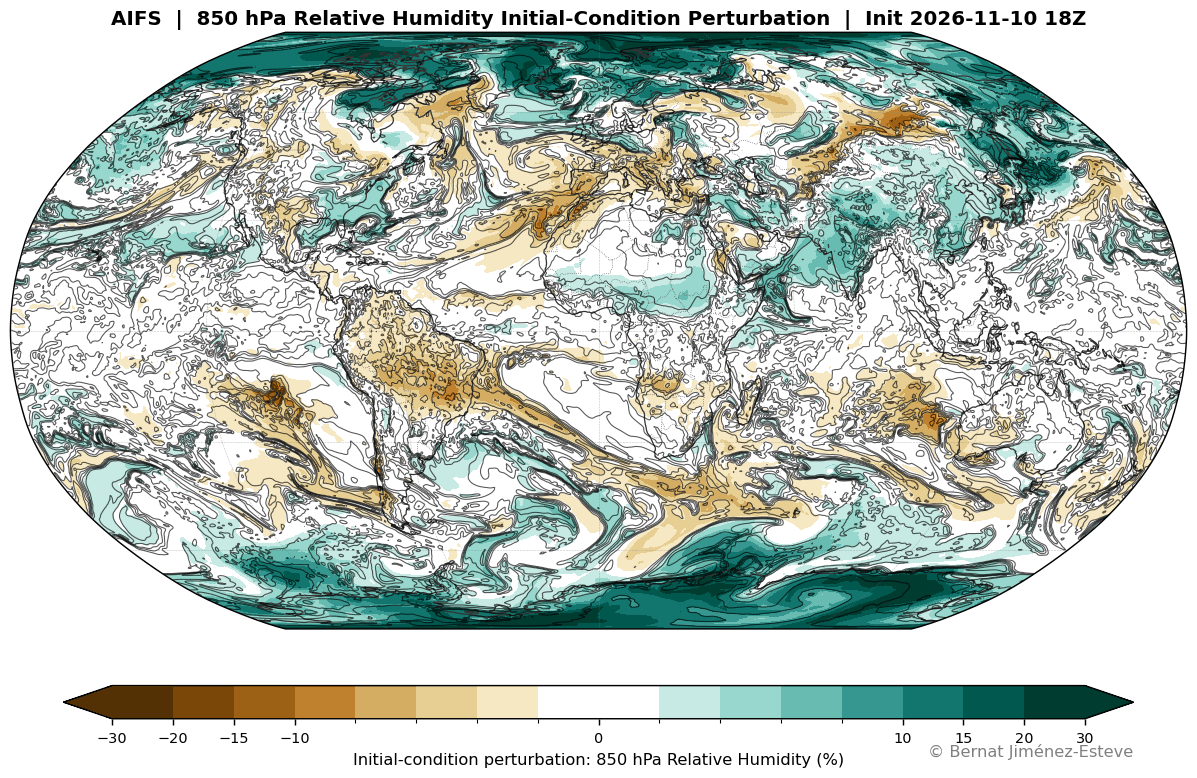 AIFS | 850 hPa Relative Humidity Initial-Condition Perturbation | Init 2026-11-10 18Z
−30 −20 −15 −10 0 10 15 20 30
Initial-condition perturbation: 850 hPa Relative Humidity (%)
© Bernat Jiménez-Esteve